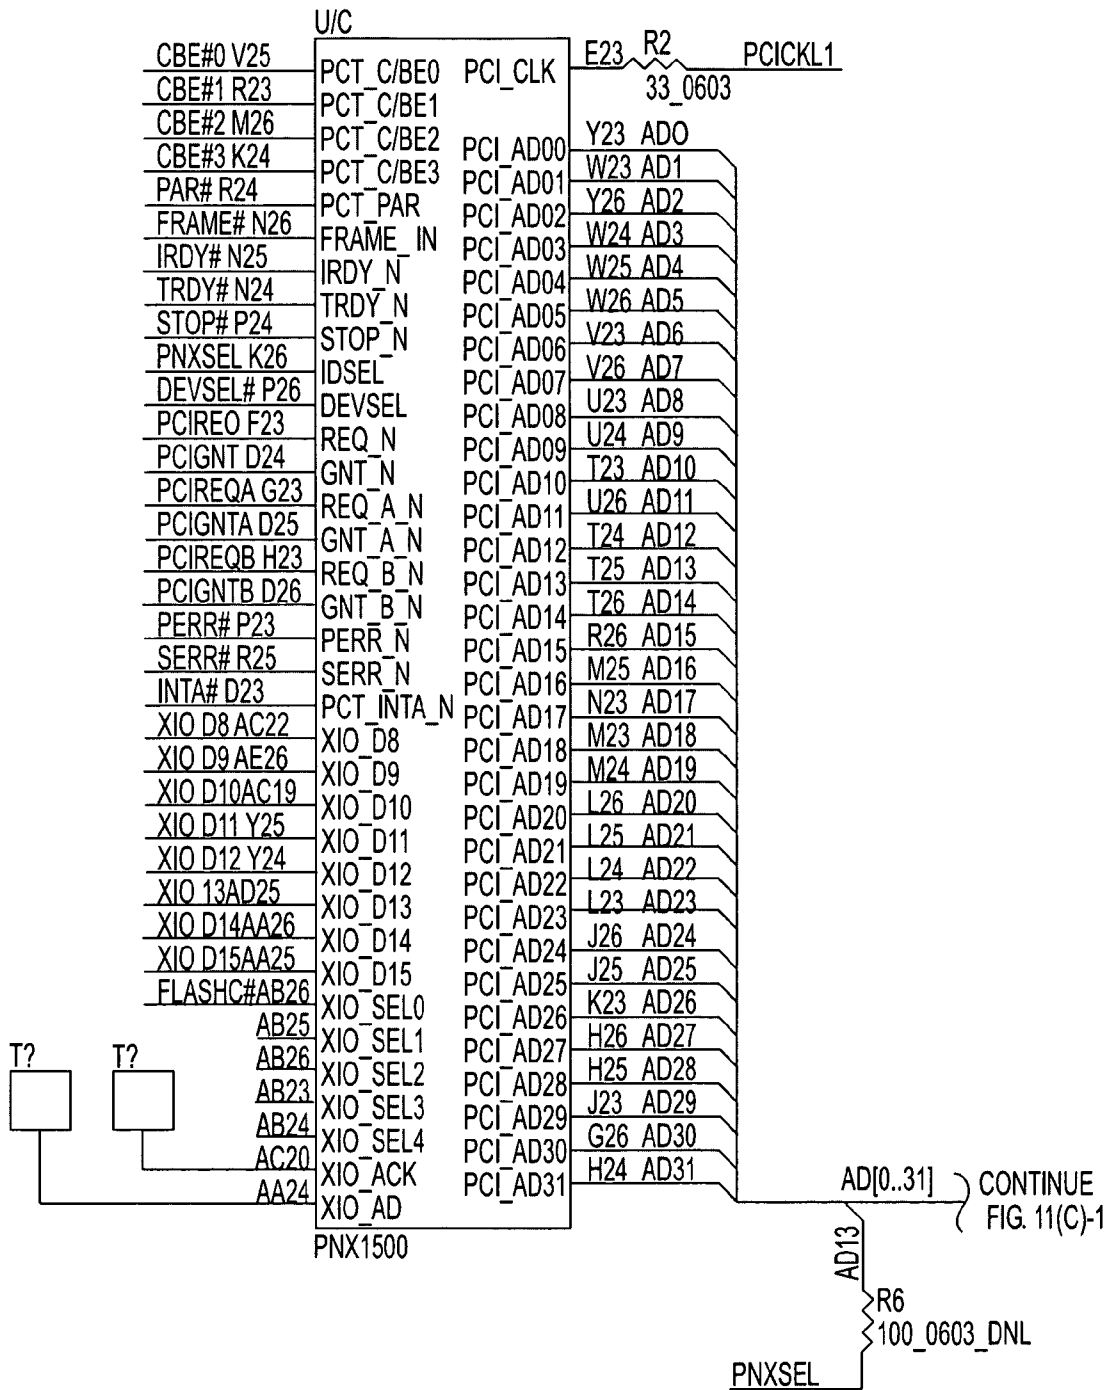 U/C
CBE#0 V25
CBE#1 R23
CBE#2 M26
CBE#3 K24
PAR# R24
FRAME# N26
IRDY# N25
TRDY# N24
STOP# P24
PNXSEL K26
DEVSEL# P26
PCIREO F23
PCIGNT D24
PCIREQA G23
PCIGNTA D25
PCIREQB H23
PCIGNTB D26
PERR# P23
SERR# R25
INTA# D23
XIO D8 AC22
XIO D9 AE26
XIO D10AC19
XIO D11 Y25
XIO D12 Y24
XIO 13AD25
XIO D14AA26
XIO D15AA25
FLASHC#AB26
AB25
AB26
AB23
AB24
AC20
AA24
T?
T?
PCT_C/BE0
PCT_C/BE1
PCT_C/BE2
PCT_C/BE3
PCT_PAR
FRAME_IN
IRDY_N
TRDY_N
STOP_N
IDSEL
DEVSEL
REQ_N
GNT_N
REQ_A_N
GNT_A_N
REQ_B_N
GNT_B_N
PERR_N
SERR_N
PCT_INTA_N
XIO_D8
XIO_D9
XIO_D10
XIO_D11
XIO_D12
XIO_D13
XIO_D14
XIO_D15
XIO_SEL0
XIO_SEL1
XIO_SEL2
XIO_SEL3
XIO_SEL4
XIO_ACK
XIO_AD
PCI_CLK
PCI_AD00
PCI_AD01
PCI_AD02
PCI_AD03
PCI_AD04
PCI_AD05
PCI_AD06
PCI_AD07
PCI_AD08
PCI_AD09
PCI_AD10
PCI_AD11
PCI_AD12
PCI_AD13
PCI_AD14
PCI_AD15
PCI_AD16
PCI_AD17
PCI_AD18
PCI_AD19
PCI_AD20
PCI_AD21
PCI_AD22
PCI_AD23
PCI_AD24
PCI_AD25
PCI_AD26
PCI_AD27
PCI_AD28
PCI_AD29
PCI_AD30
PCI_AD31
PNX1500
E23 R2 PCICKL1
33_0603
Y23 ADO
W23 AD1
Y26 AD2
W24 AD3
W25 AD4
W26 AD5
V23 AD6
V26 AD7
U23 AD8
U24 AD9
T23 AD10
U26 AD11
T24 AD12
T25 AD13
T26 AD14
R26 AD15
M25 AD16
N23 AD17
M23 AD18
M24 AD19
L26 AD20
L25 AD21
L24 AD22
L23 AD23
J26 AD24
J25 AD25
K23 AD26
H26 AD27
H25 AD28
J23 AD29
G26 AD30
H24 AD31
AD[0..31]
CONTINUE
FIG. 11(C)-1
AD13
R6
100_0603_DNL
PNXSEL